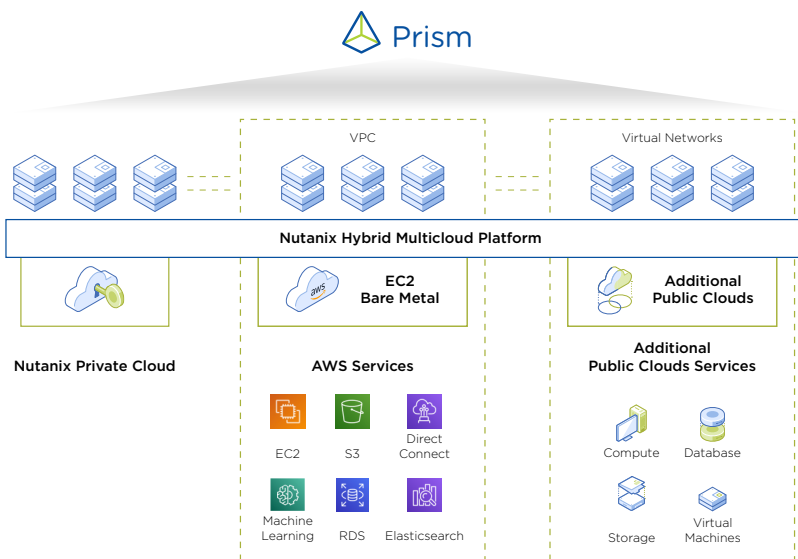 Prism
VPC
Virtual Networks
Nutanix Hybrid Multicloud Platform
aws
EC2
Bare Metal
Additional
Public Clouds
Nutanix Private Cloud
AWS Services
Additional
Public Clouds Services
EC2
S3
Direct
Connect
Compute
Database
Machine
Learning
RDS
Elasticsearch
Storage
Virtual
Machines